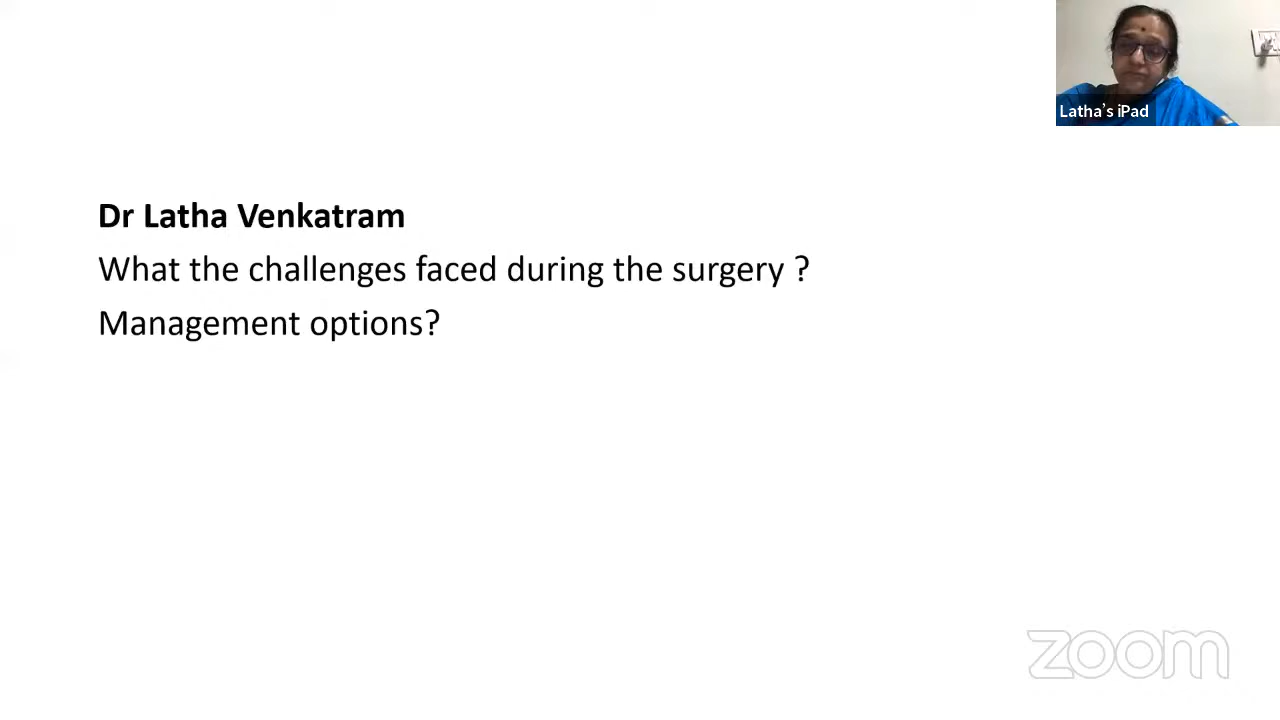 Latha's iPad
Dr Latha Venkatram
What the challenges faced during the surgery ?
Management options?
zoom